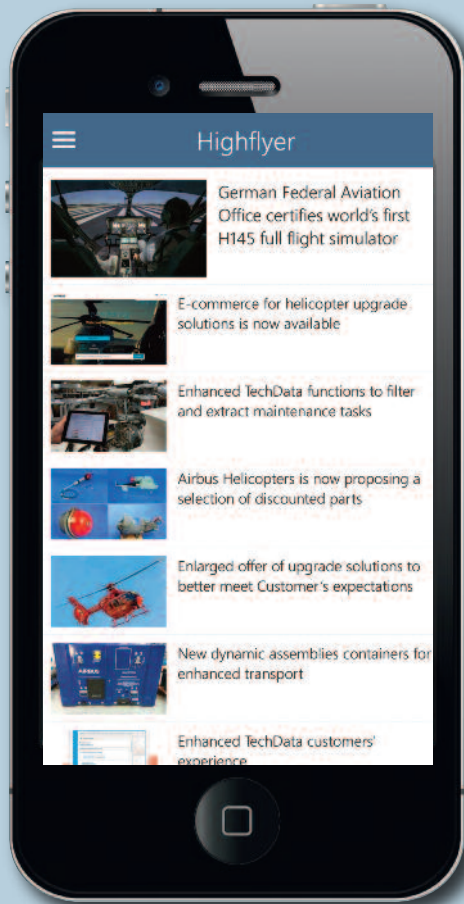 Highflyer
German Federal Aviation
Office certifies world's first
H145 full flight simulator
E-commerce for helicopter upgrade
solutions is now available
Enhanced TechData functions to filter
and extract maintenance tasks
Airbus Helicopters is now proposing a
selection of discounted parts
Enlarged offer of upgrade solutions to
better meet Customer's expectations
New dynamic assemblies containers for
enhanced transport
AIRBUS
Enhanced TechData customers'
experience